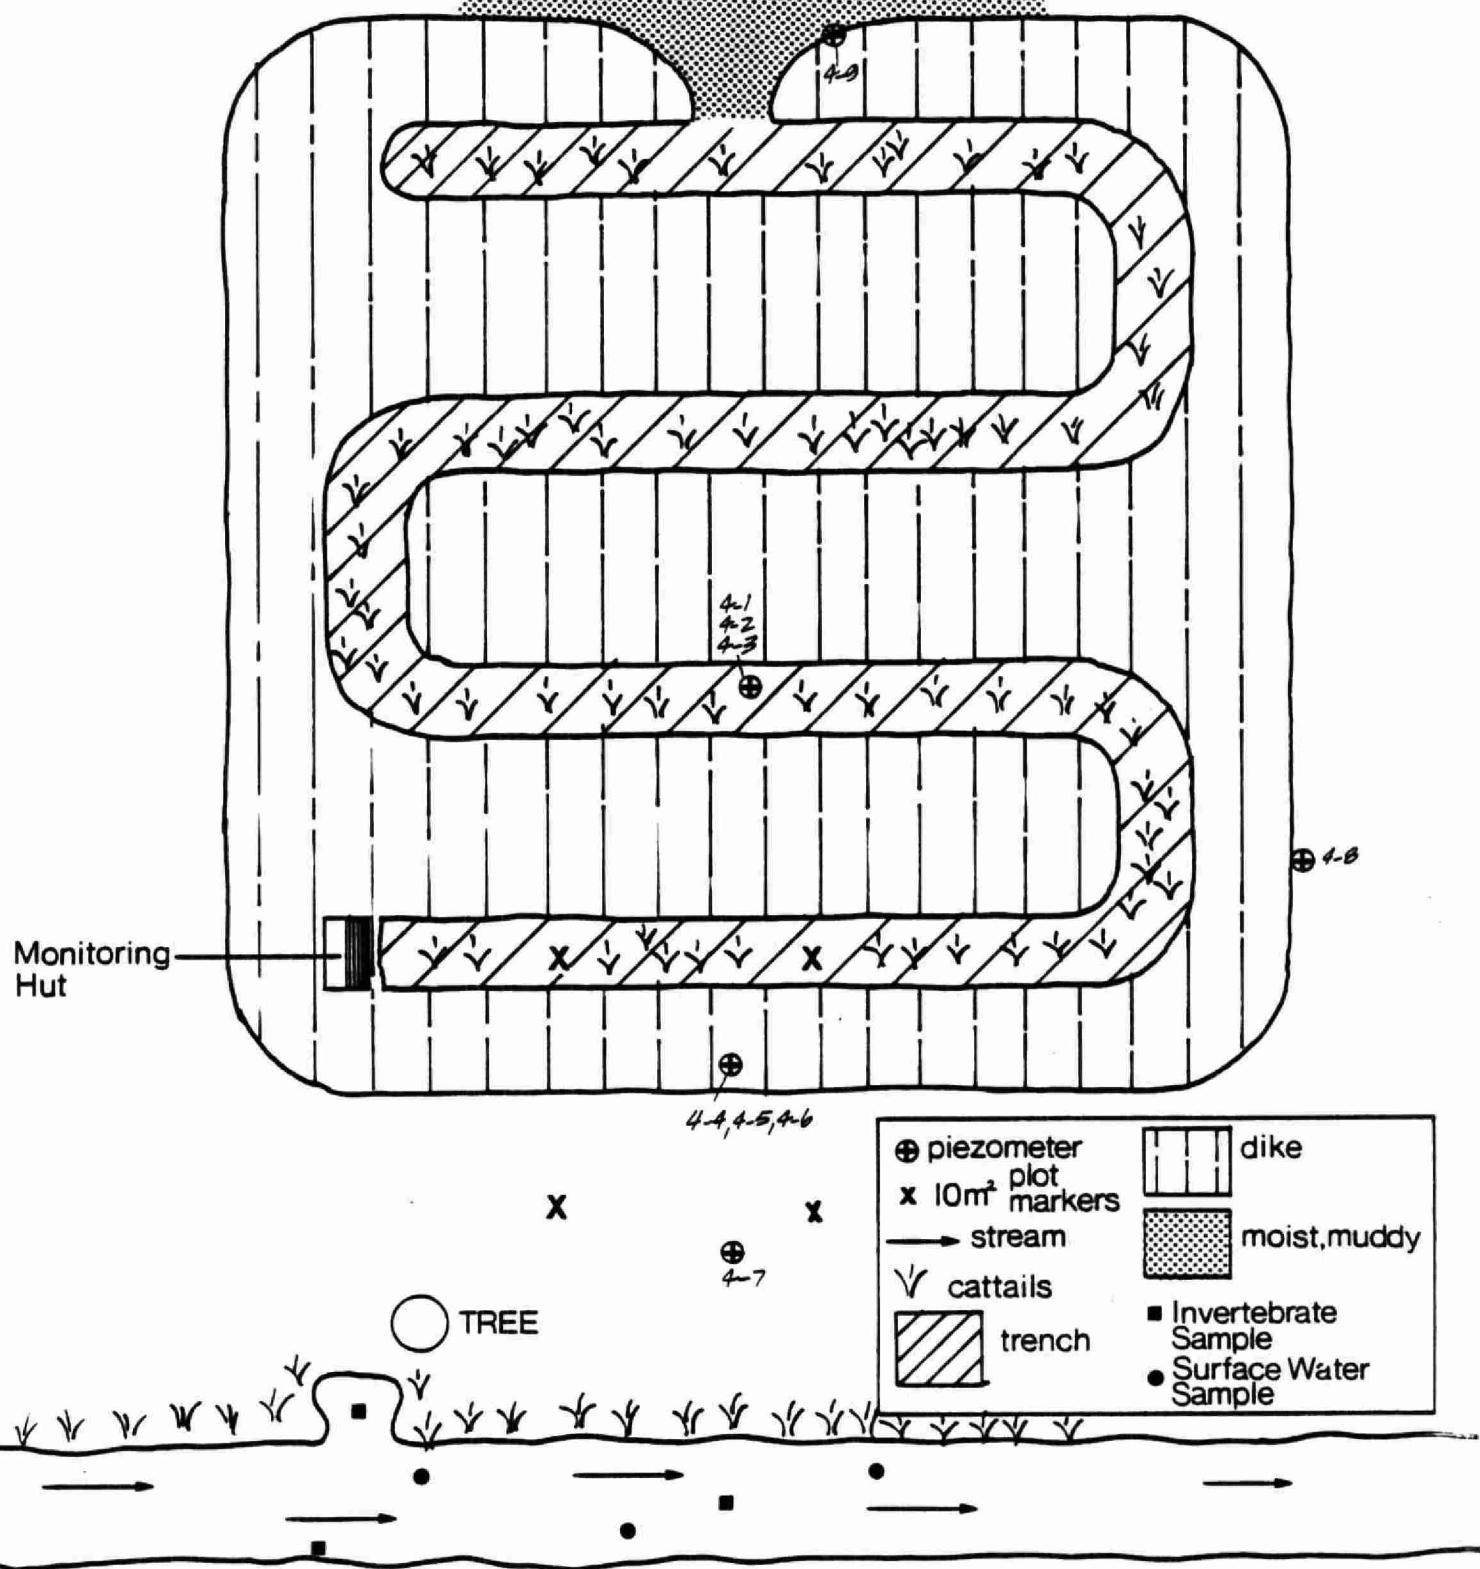 4-9
4-1
4-2
4-3
4-8
Monitoring
Hut
4-4,4-5,4-6
piezometer
x 10m² plot
markers
stream
cattails
trench
dike
moist,muddy
Invertebrate
Sample
Surface Water
Sample
x x
x x
4-7
TREE